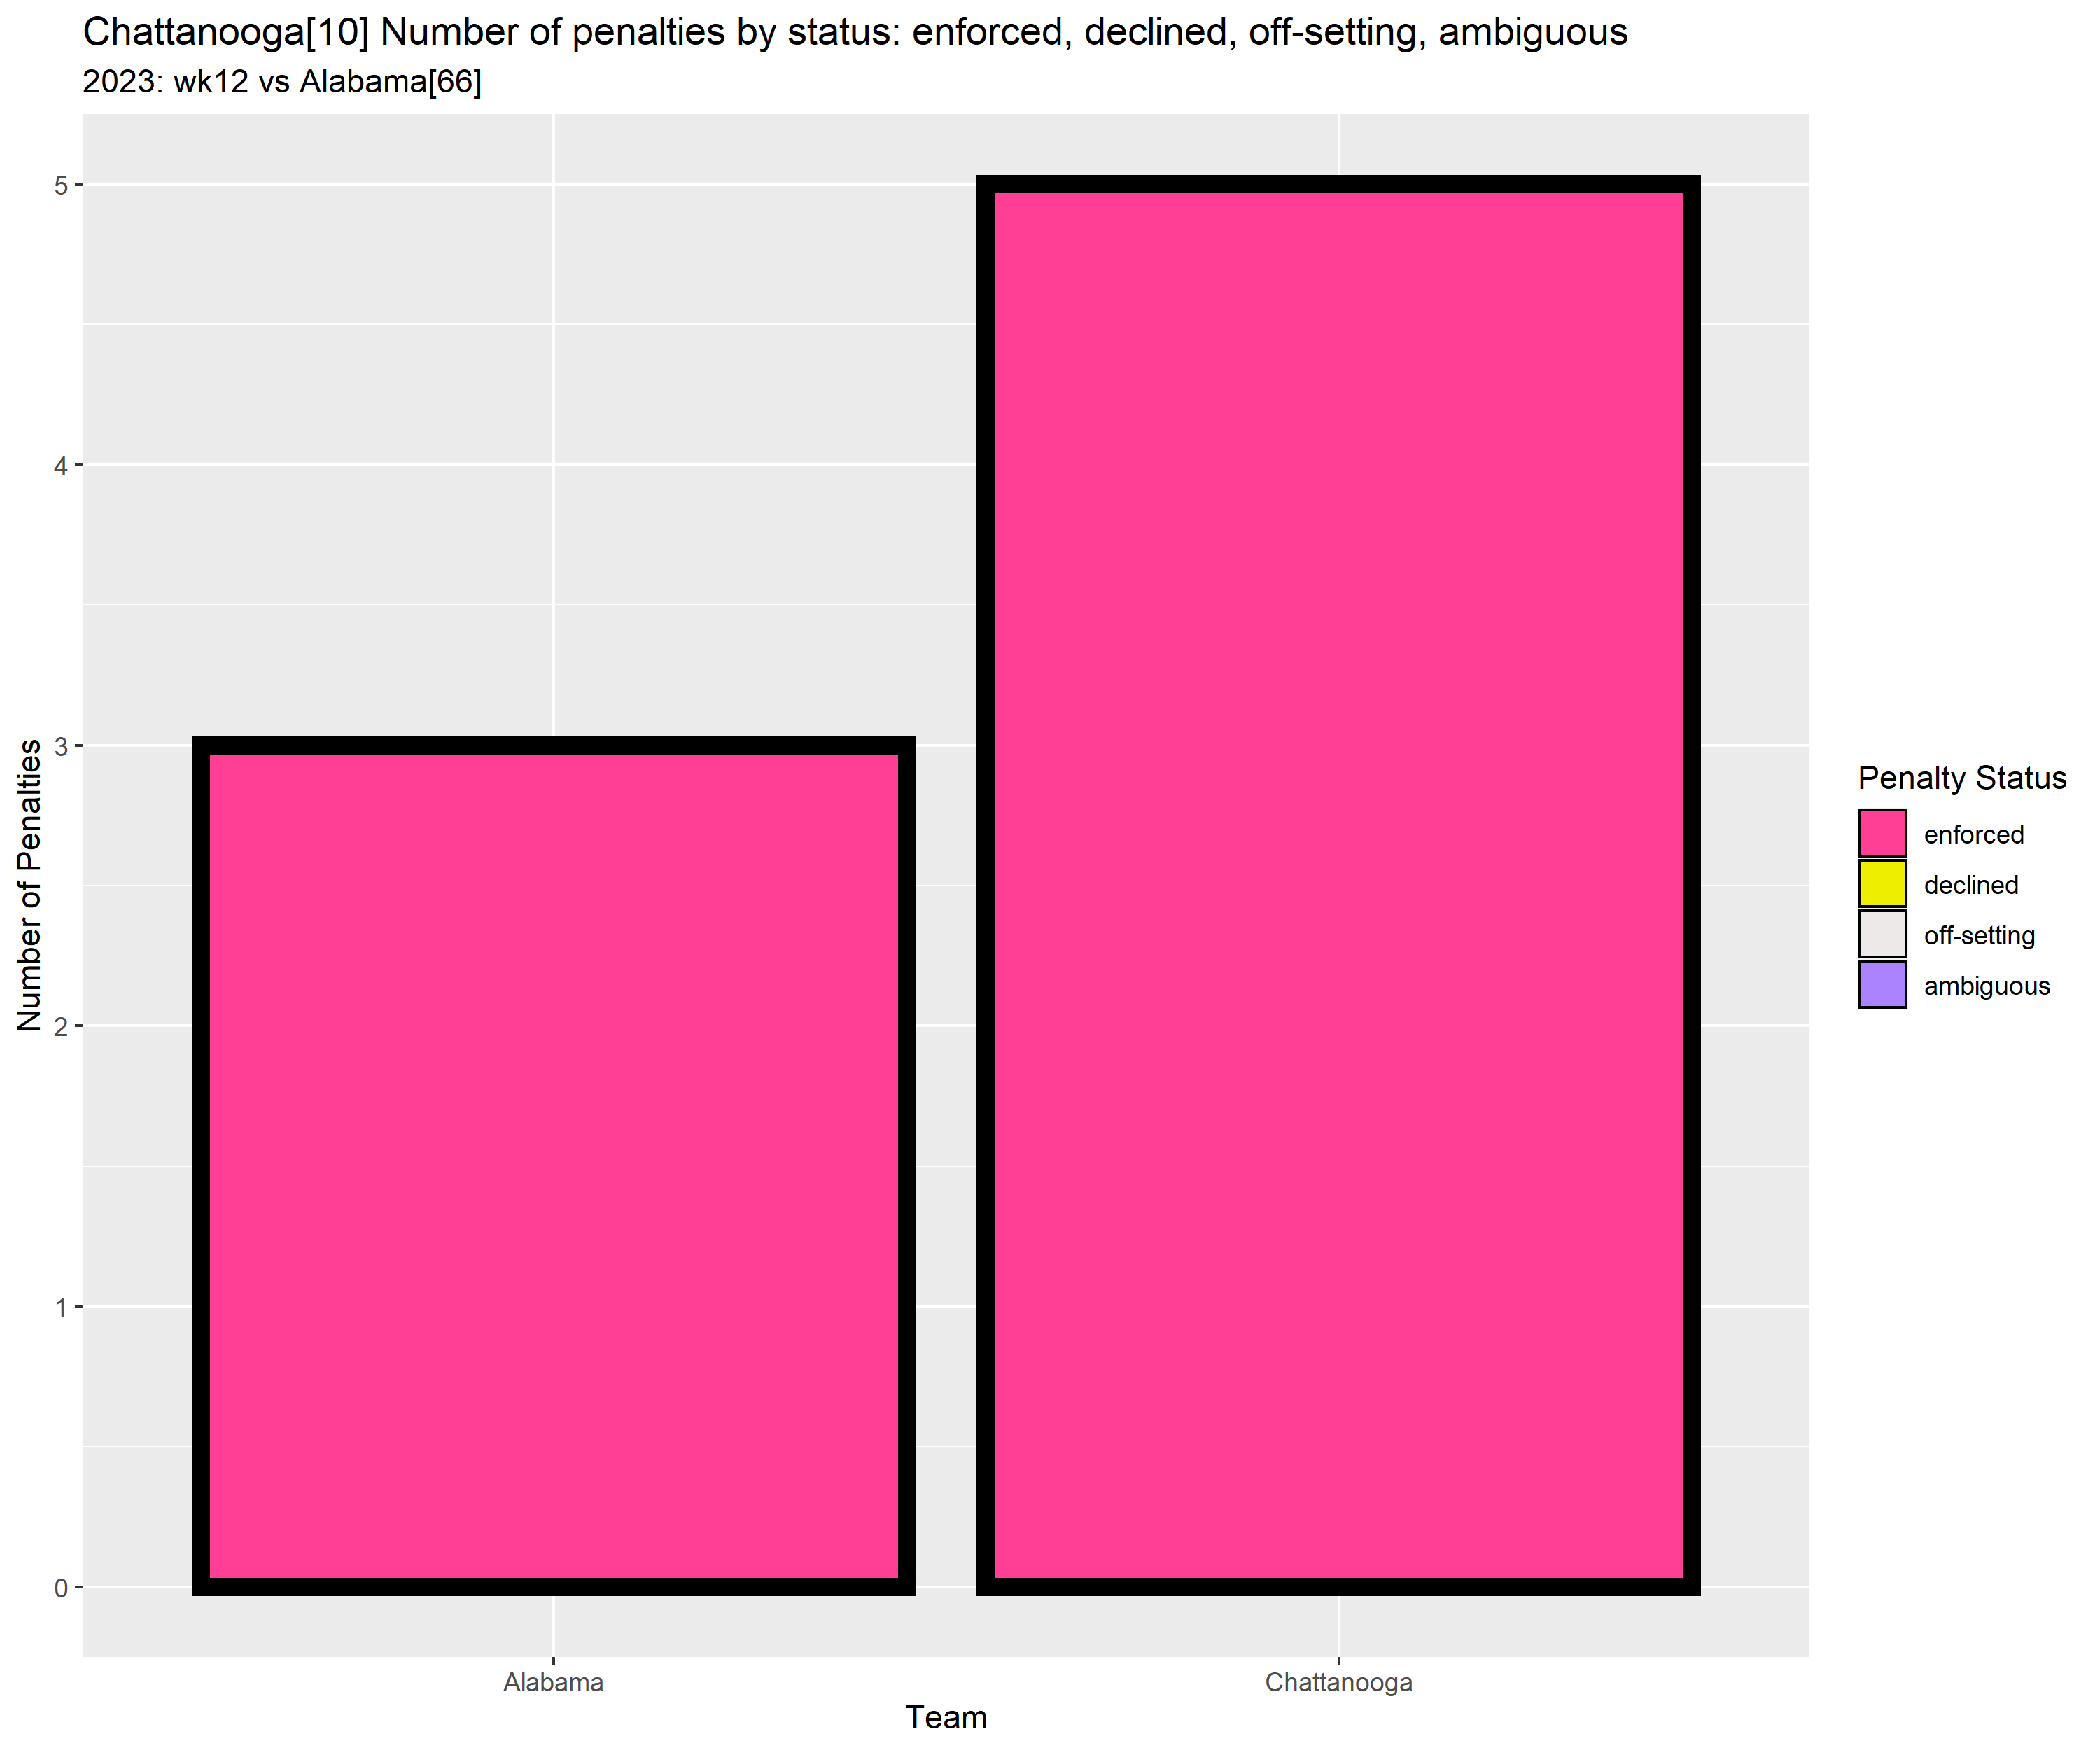 Chattanooga[10] Number of penalties by status: enforced, declined, off-setting, ambiguous
2023: wk12 vs Alabama[66]
Number of Penalties
5
4
3
2
1
0
Alabama
Chattanooga
Team
Penalty Status
enforced
declined
off-setting
ambiguous